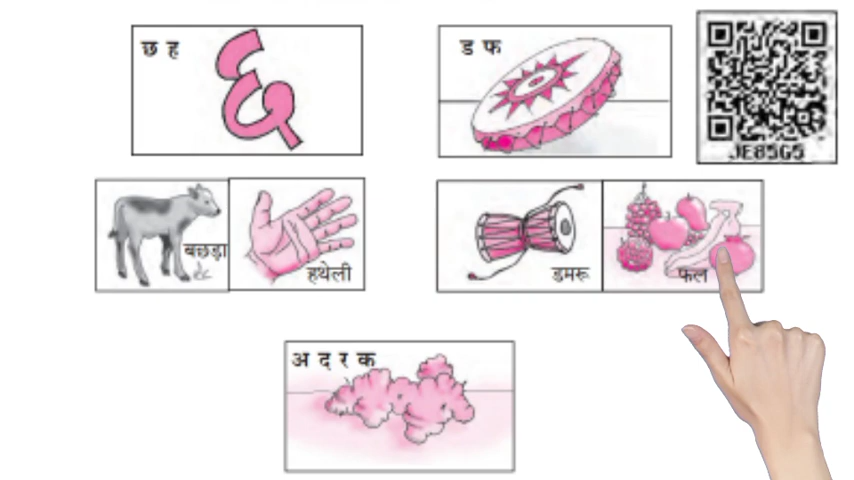 छ ह
ड फ
JE85G5
बछड़ा
हथेली
डमरू
फल
अ द र क